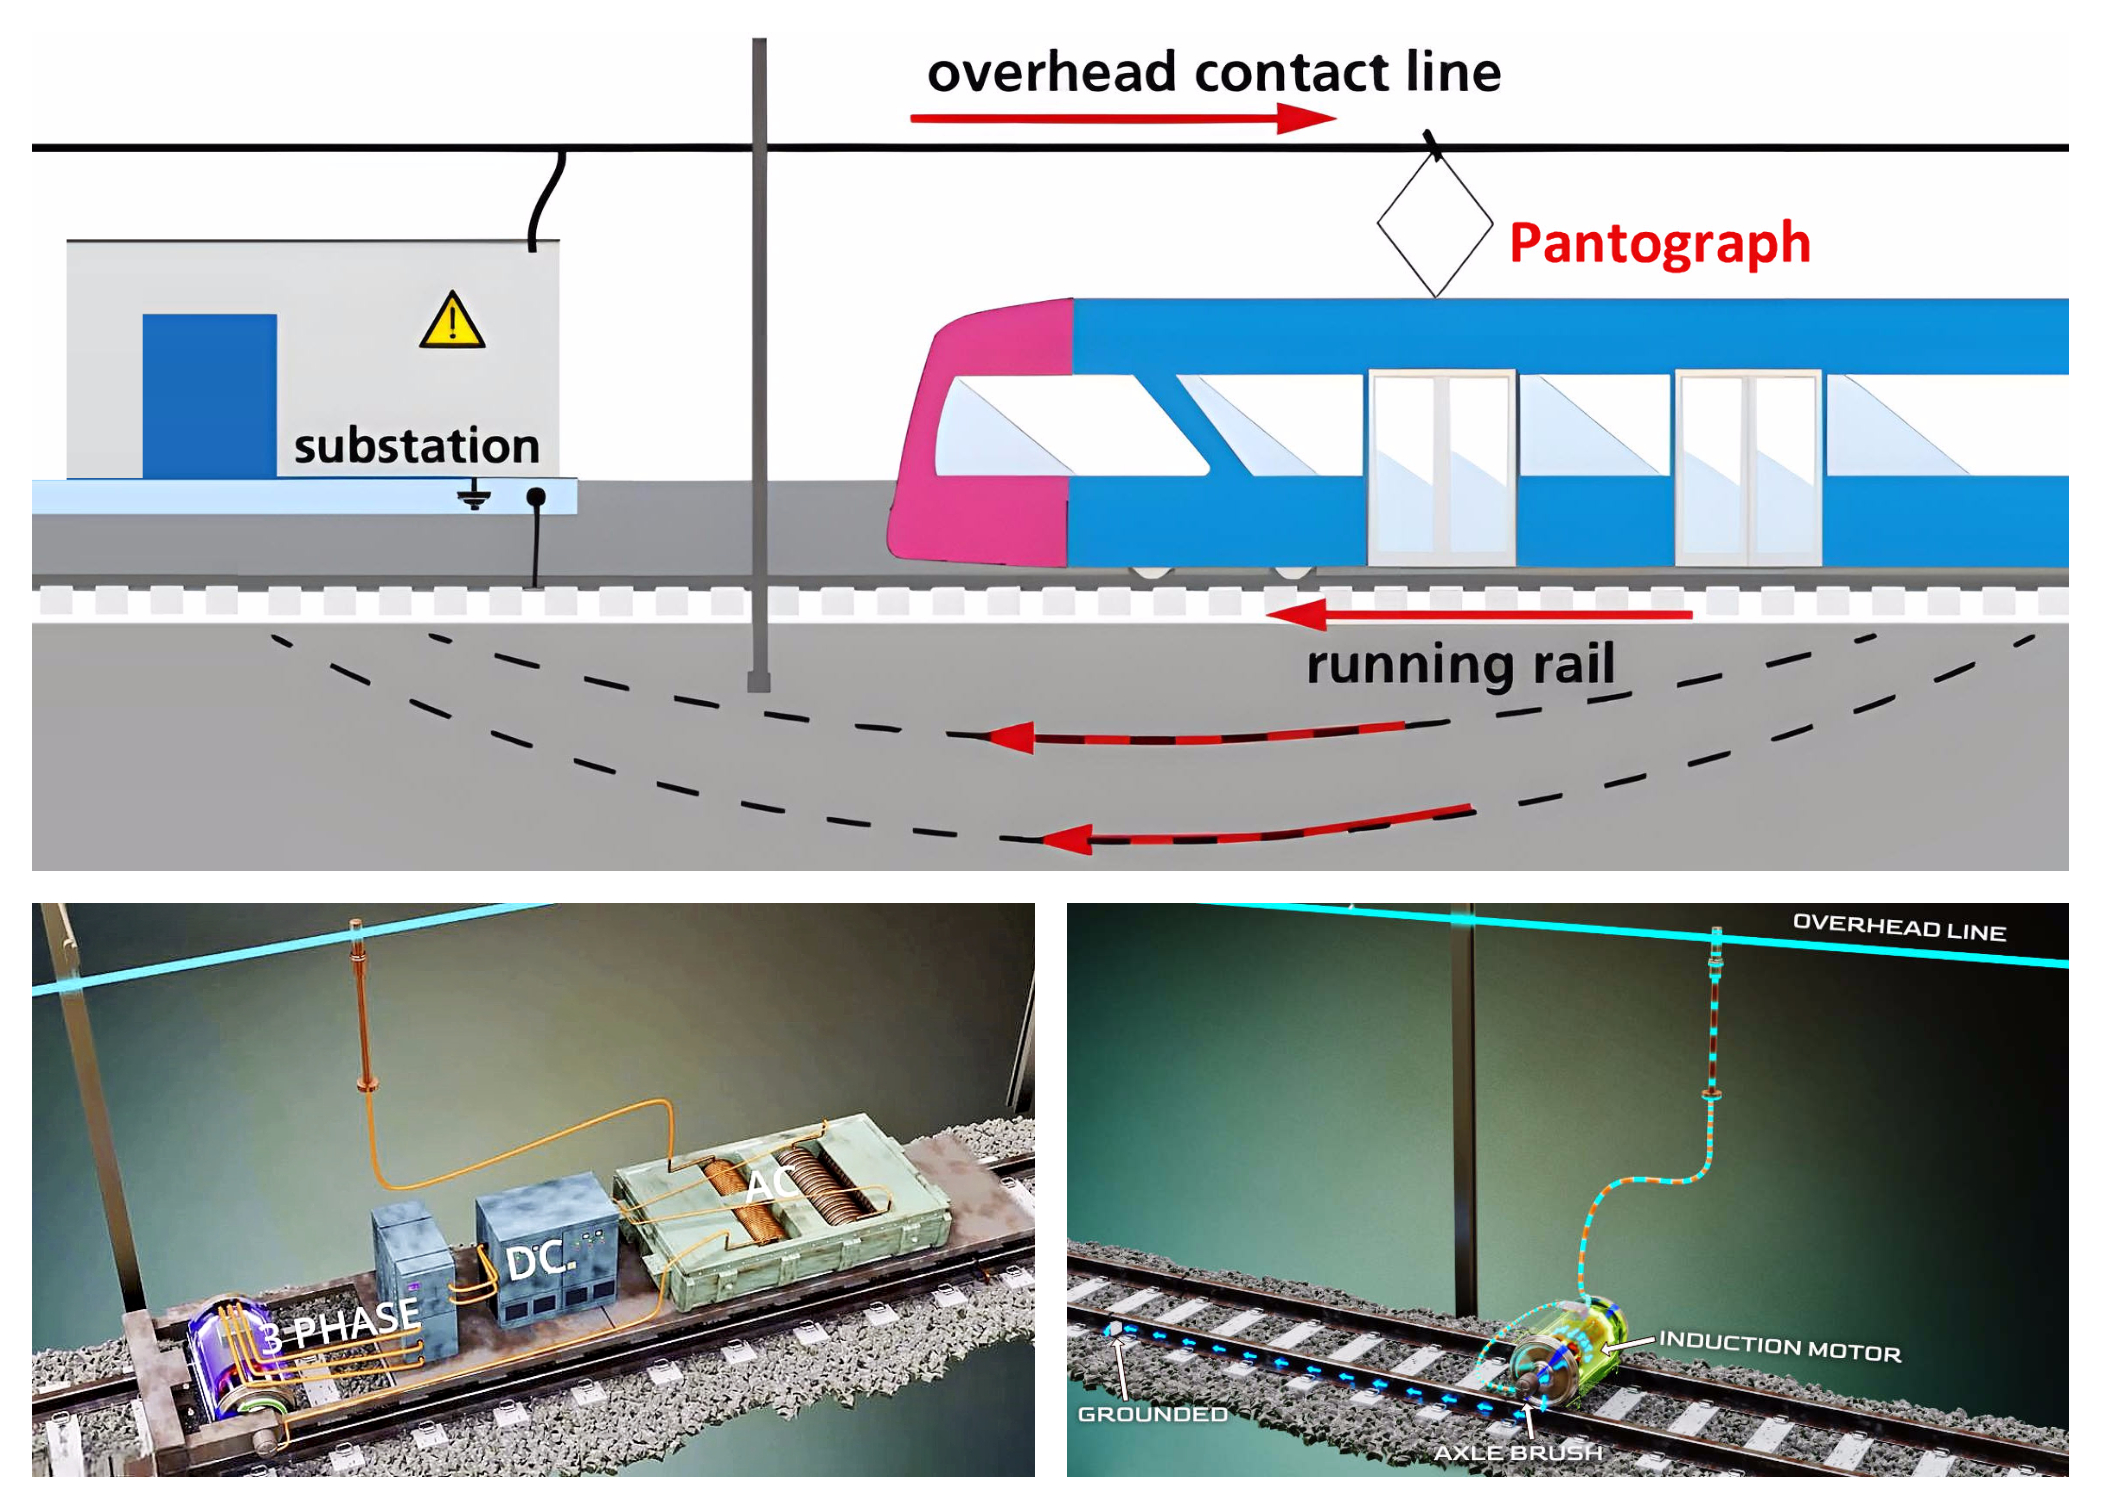 overhead contact line
Pantograph
substation
running rail
AC
DC.
3 PHASE
OVERHEAD LINE
INDUCTION MOTOR
GROUNDED
AXLE BRUSH